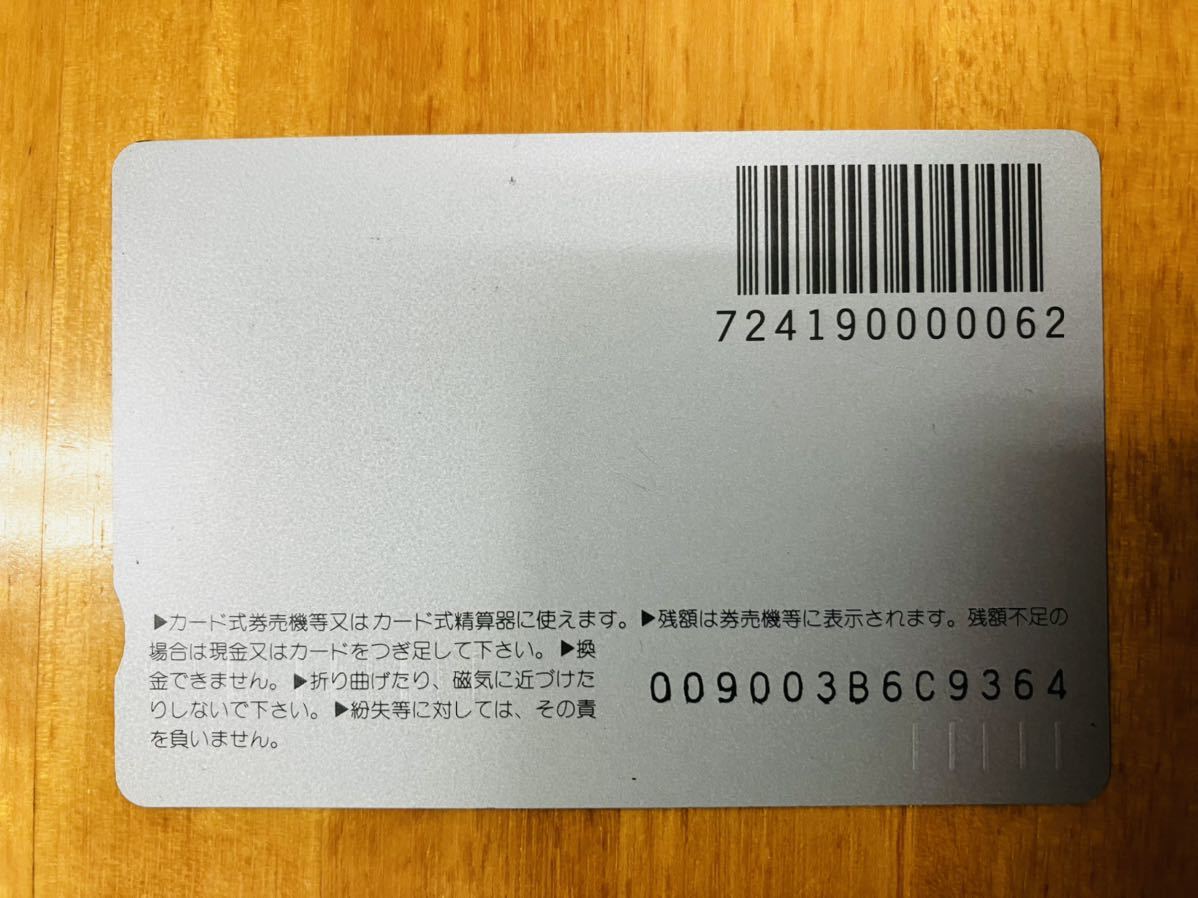 724190000062
▶カード式券売機等又はカード式精算器に使えます。▶残額は券売機等に表示されます。残額不足の
場合は現金又はカードをつぎ足して下さい。▶換
金できません。▶折り曲げたり、磁気に近づけた
りしないで下さい。▶紛失等に対しては、その責
を負いません。
009003B6C9364